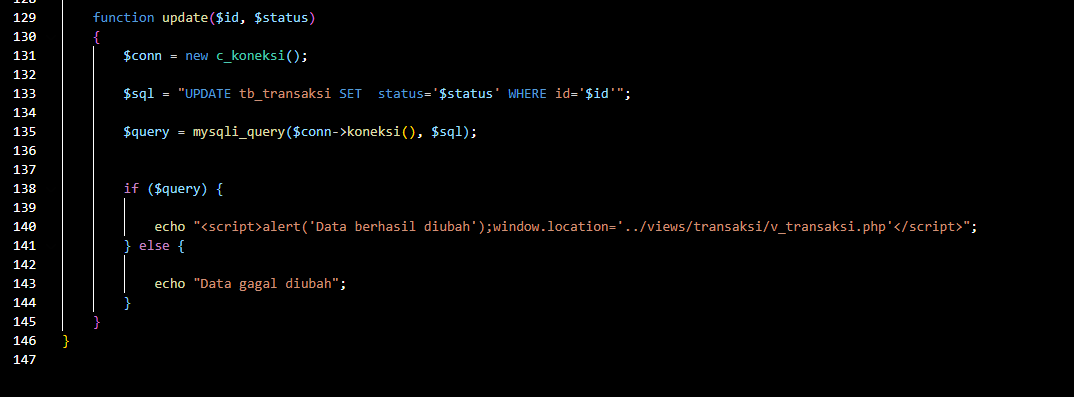 128
129 function update($id, $status)
130 {
131 $conn = new c_koneksi();
132
133 $sql = "UPDATE tb_transaksi SET  status='$status' WHERE id='$id'";
134
135 $query = mysqli_query($conn->koneksi(), $sql);
136
137
138 if ($query) {
139
140 echo "<script>alert('Data berhasil diubah');window.location='../views/transaksi/v_transaksi.php'</script>";
141 } else {
142
143 echo "Data gagal diubah";
144 }
145 }
146 }
147